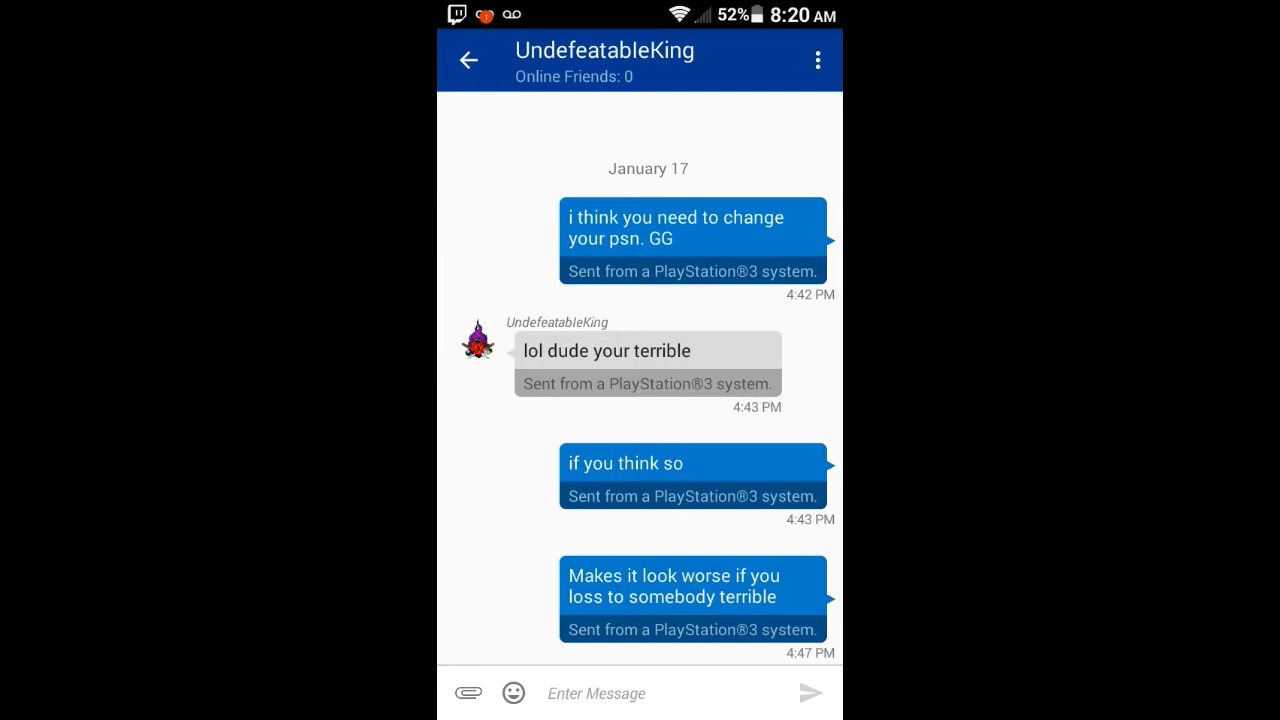 52% 8:20 AM
UndefeatableKing
Online Friends: 0
January 17
i think you need to change
your psn. GG
Sent from a PlayStation®3 system.
4:42 PM
UndefeatableKing
lol dude your terrible
Sent from a PlayStation®3 system.
4:43 PM
if you think so
Sent from a PlayStation®3 system.
4:43 PM
Makes it look worse if you
loss to somebody terrible
Sent from a PlayStation®3 system.
4:47 PM
Enter Message